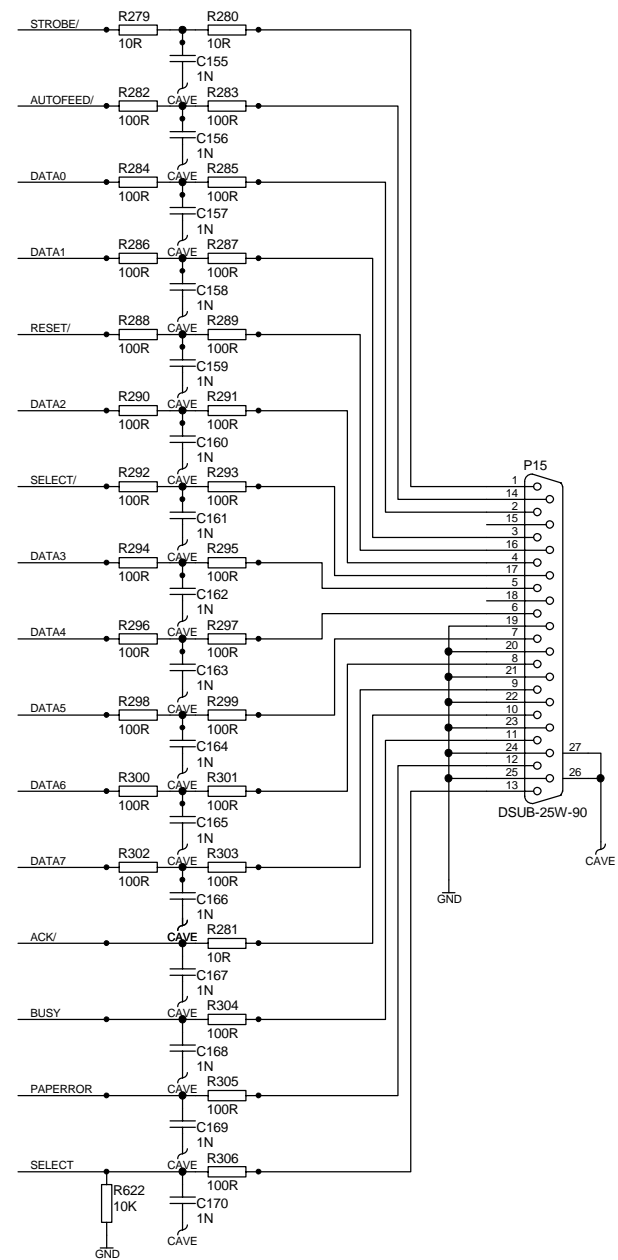 R279 R280
STROBE/
10R 10R
C155
1N
R282 CAVE R283
AUTOFEED/
100R 100R
C156
1N
R284 CAVE R285
DATA0
100R 100R
C157
1N
R286 CAVE R287
DATA1
100R 100R
C158
1N
R288 CAVE R289
RESET/
100R 100R
C159
1N
R290 CAVE R291
DATA2
100R 100R
C160
1N
R292 CAVE R293
SELECT/
100R 100R
C161
1N
R294 CAVE R295
DATA3
100R 100R
C162
1N
R296 CAVE R297
DATA4
100R 100R
C163
1N
R298 CAVE R299
DATA5
100R 100R
C164
1N
R300 CAVE R301
DATA6
100R 100R
C165
1N
R302 CAVE R303
DATA7
100R 100R
C166
1N
CAVE R281
ACK/
10R
C167
1N
CAVE R304
BUSY
100R
C168
1N
CAVE R305
PAPERROR
100R
C169
1N
CAVE R306
SELECT
100R
R622
10K
C170
1N
GND
CAVE
P15
1
14
2
15
3
16
4
17
5
18
6
19
7
20
8
21
9
22
10
23
11
24
27
12
25
26
13
DSUB-25W-90
CAVE
GND